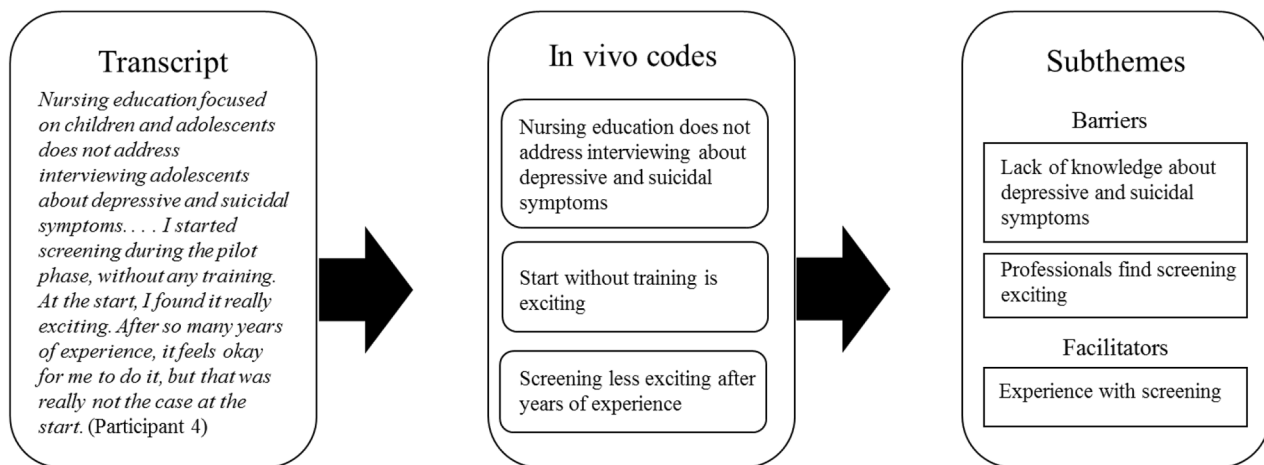 Transcript
Nursing education focused
on children and adolescents
does not address
interviewing adolescents
about depressive and suicidal
symptoms. . . . I started
screening during the pilot
phase, without any training.
At the start, I found it really
exciting. After so many years
of experience, it feels okay
for me to do it, but that was
really not the case at the
start. (Participant 4)
In vivo codes
Nursing education does not
address interviewing about
depressive and suicidal
symptoms
Start without training is
exciting
Screening less exciting after
years of experience
Subthemes
Barriers
Lack of knowledge about
depressive and suicidal
symptoms
Professionals find screening
exciting
Facilitators
Experience with screening